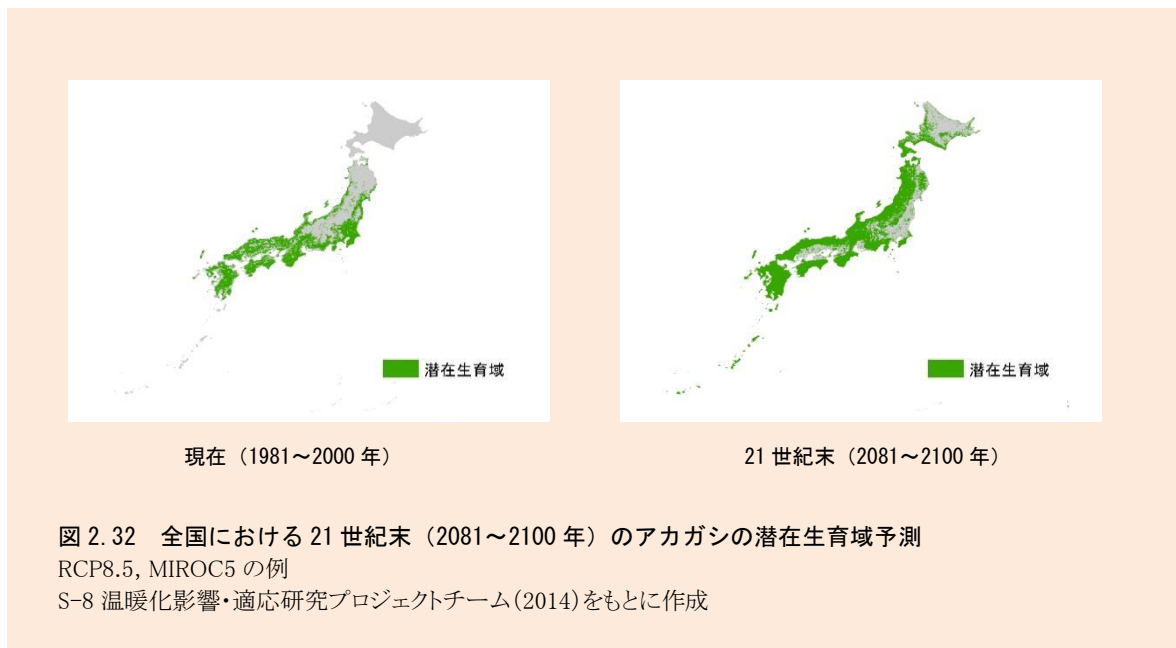 潜在生育域
潜在生育域
現在（1981～2000 年）
21 世紀末（2081～2100 年）
図 2.32　全国における 21 世紀末（2081～2100 年）のアカガシの潜在生育域予測
RCP8.5, MIROC5 の例
S-8 温暖化影響・適応研究プロジェクトチーム（2014）をもとに作成